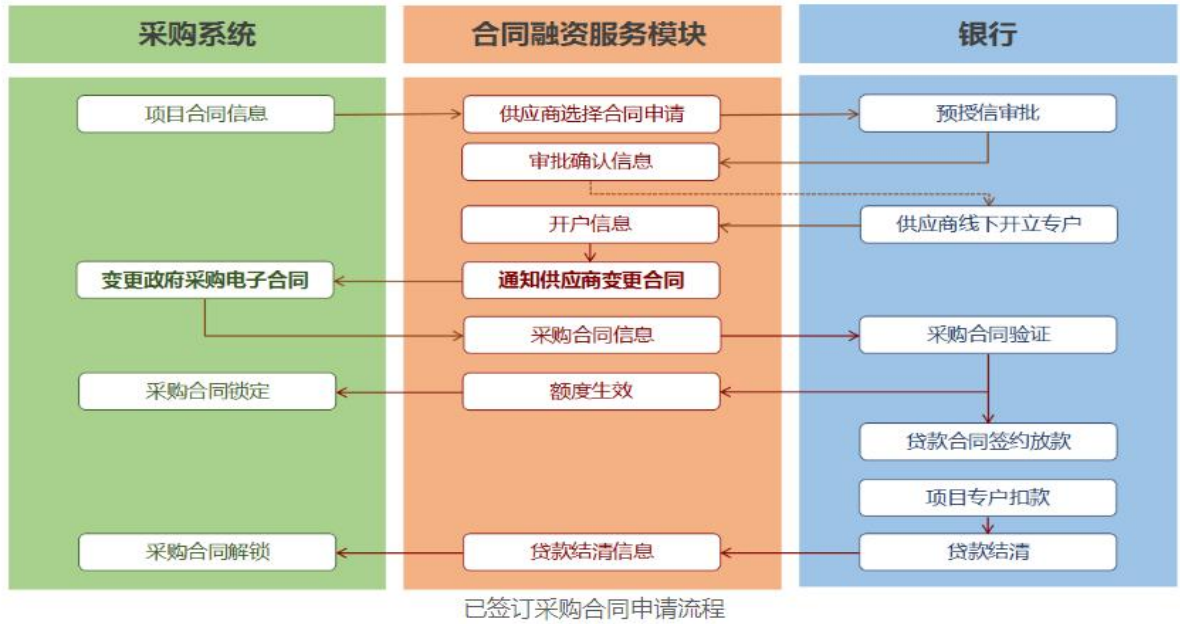 采购系统
合同融资服务模块
银行
项目合同信息
供应商选择合同申请
预授信审批
审批确认信息
开户信息
供应商线下开立专户
变更政府采购电子合同
通知供应商变更合同
采购合同信息
采购合同验证
采购合同锁定
额度生效
贷款合同签约放款
项目专户扣款
采购合同解锁
贷款结清信息
贷款结清
已签订采购合同申请流程